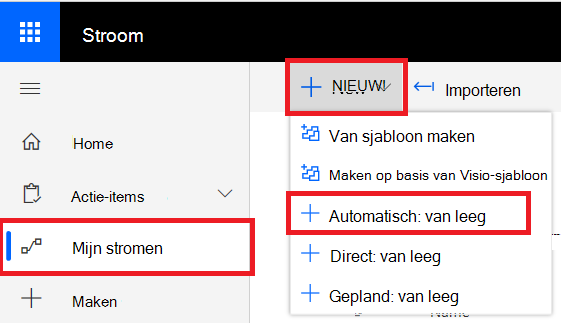 Stroom
NIEUW!
Importeren
Van sjabloon maken
Home
Maken op basis van Visio-sjabloon
Actie-items
Automatisch: van leeg
Mijn stromen
Direct: van leeg
Maken
Gepland: van leeg
Name